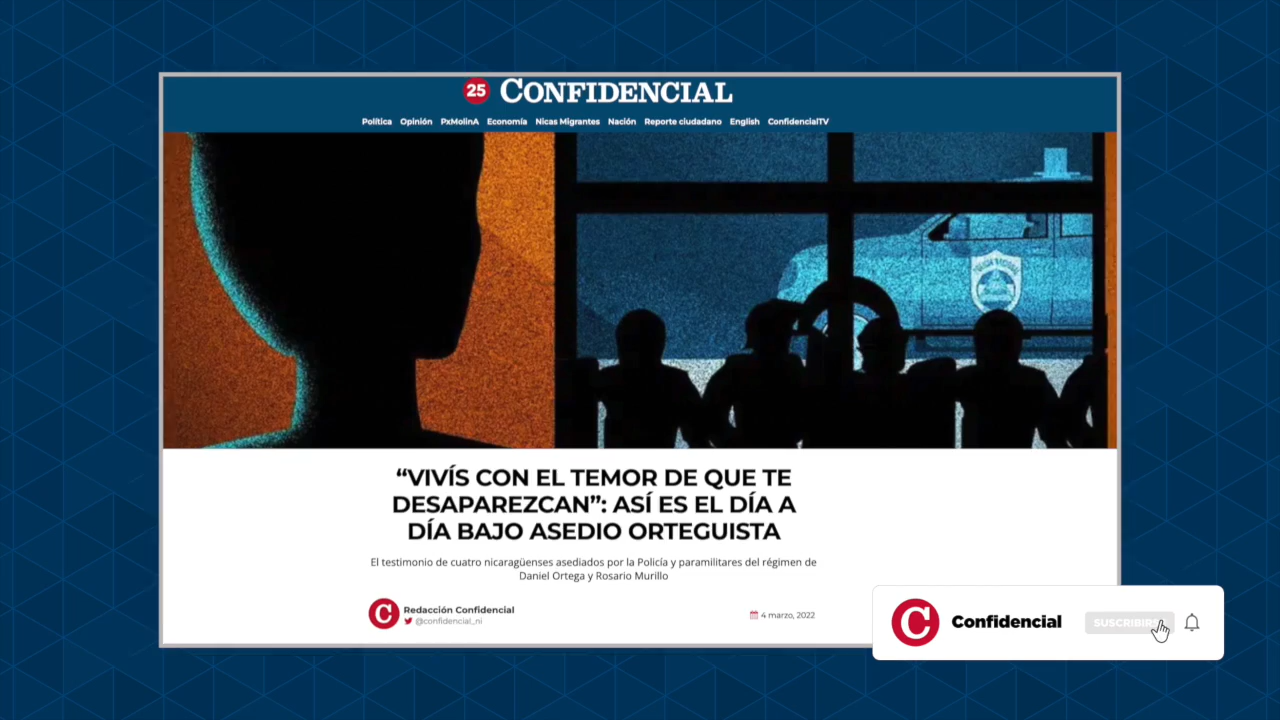 25 CONFIDENCIAL
Política Opinión PxMolinA Economía Nicas Migrantes Nación Reporte ciudadano English ConfidencialTV
“VIVÍS CON EL TEMOR DE QUE TE
DESAPAREZCAN”: ASÍ ES EL DÍA A
DÍA BAJO ASEDIO ORTEGUISTA
El testimonio de cuatro nicaragüenses asediados por la Policía y paramilitares del régimen de
Daniel Ortega y Rosario Murillo
C Redacción Confidencial
@confidencial_ni
4 marzo, 2022
C Confidencial